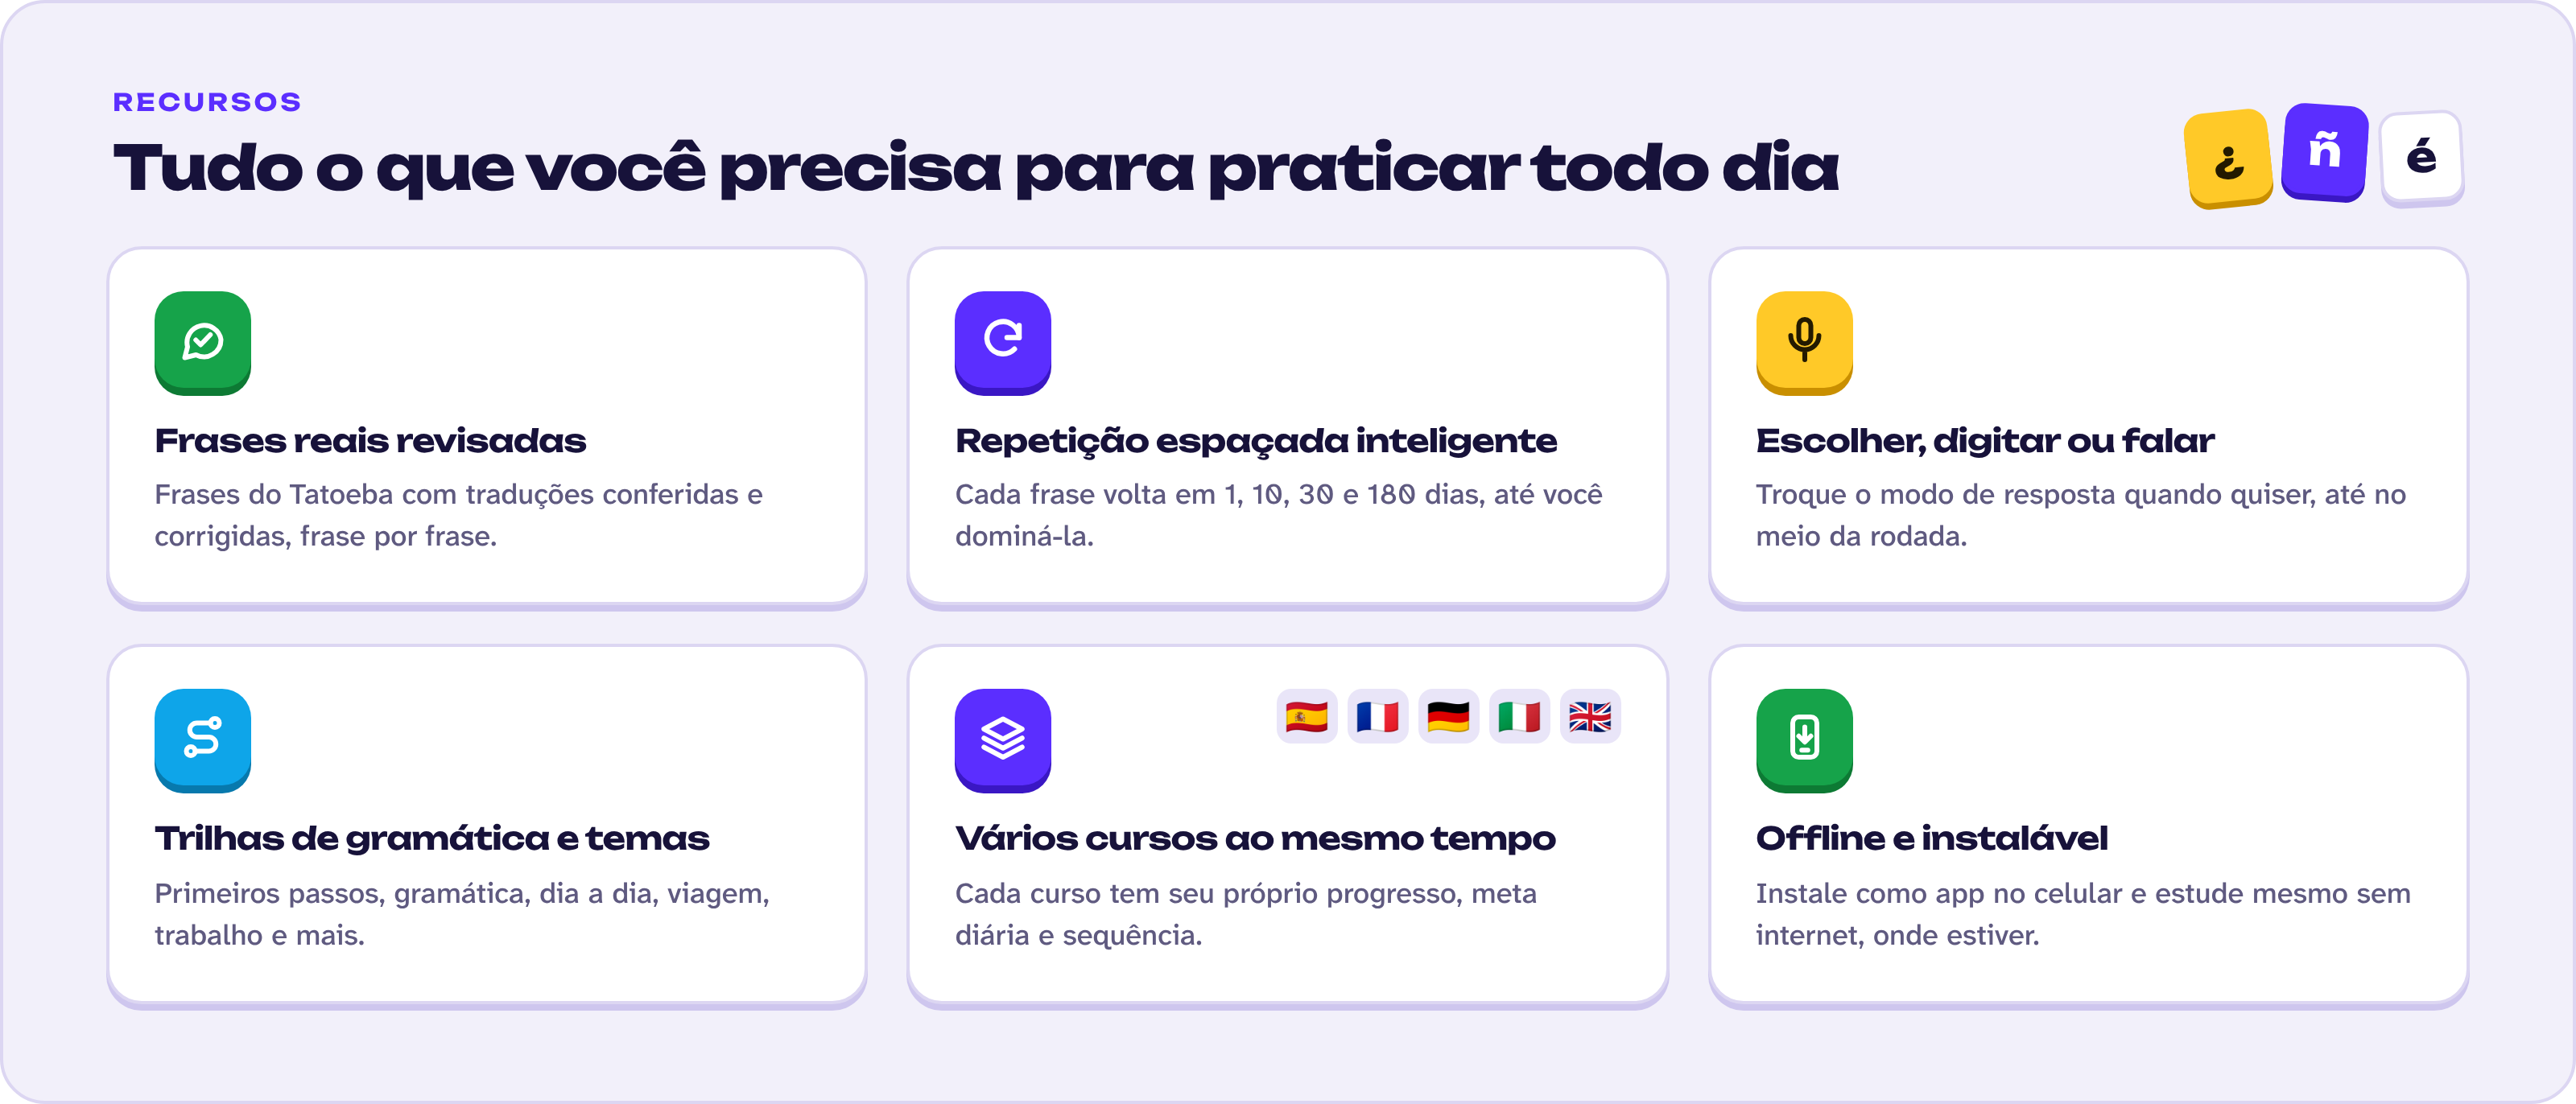 RECURSOS
Tudo o que você precisa para praticar todo dia
¿ ñ é
Frases reais revisadas
Frases do Tatoeba com traduções conferidas e
corrigidas, frase por frase.
Repetição espaçada inteligente
Cada frase volta em 1, 10, 30 e 180 dias, até você
dominá-la.
Escolher, digitar ou falar
Troque o modo de resposta quando quiser, até no
meio da rodada.
Trilhas de gramática e temas
Primeiros passos, gramática, dia a dia, viagem,
trabalho e mais.
Vários cursos ao mesmo tempo
Cada curso tem seu próprio progresso, meta
diária e sequência.
Offline e instalável
Instale como app no celular e estude mesmo sem
internet, onde estiver.